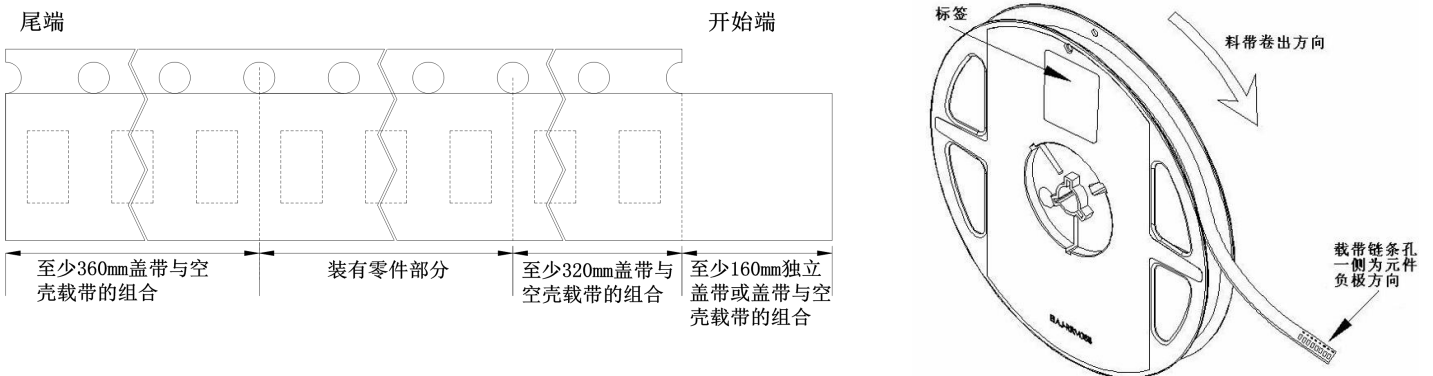 尾端
开始端
至少360mm盖带与空
壳载带的组合
装有零件部分
至少320mm盖带与
空壳载带的组合
至少160mm独立
盖带或盖带与空
壳载带的组合
标签
料带卷出方向
载带链条孔
一侧为元件
负极方向